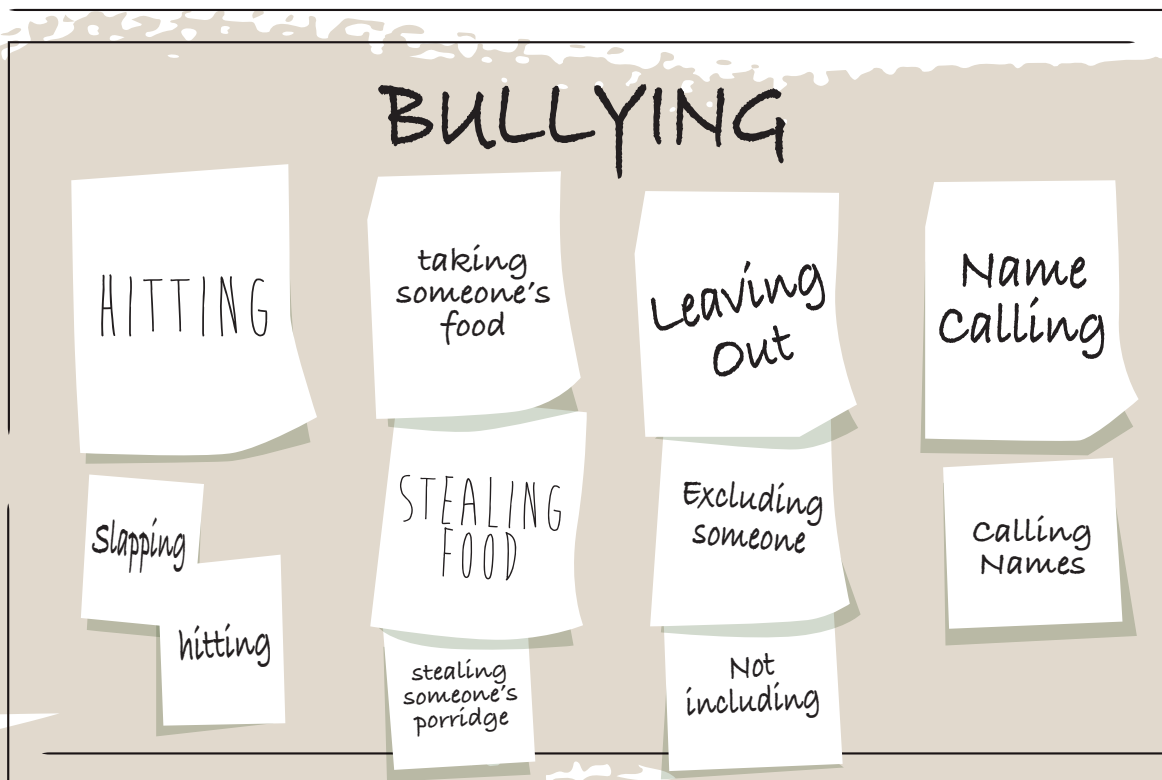 BULLYING
HITTING
Slapping
hitting
taking
someone's
food
STEALING
FOOD
stealing
someone's
porridge
Leaving
Out
Excluding
someone
Not
including
Name
Calling
Calling
Names